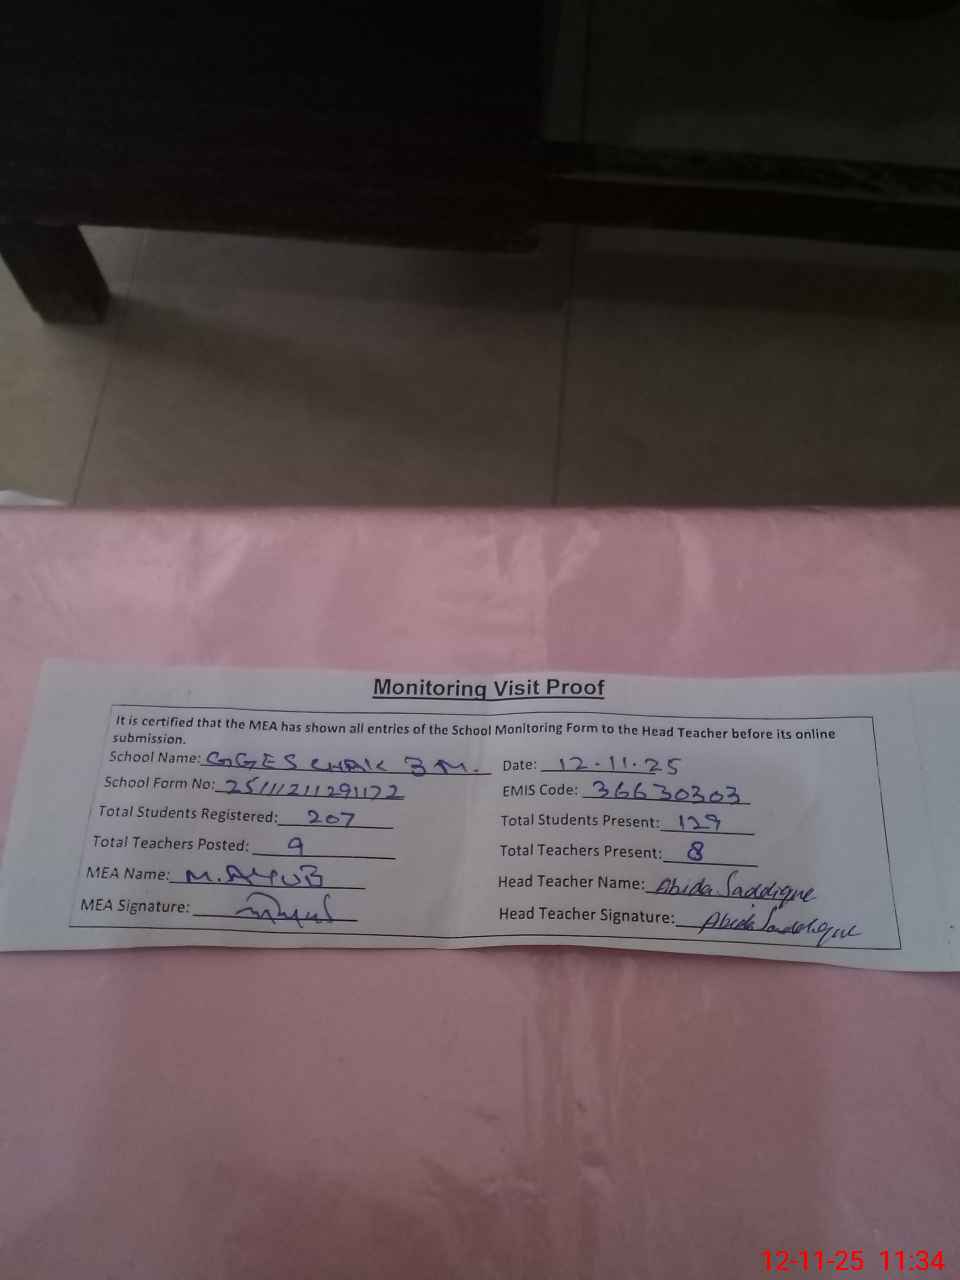 Monitoring Visit Proof
It is certified that the MEA has shown all entries of the School Monitoring Form to the Head Teacher before its online
submission.
School Name: GGES CHAK 3 M. Date: 12.11.25
School Form No: EMIS Code: 36630303
Total Students Registered: 207 Total Students Present: 129
Total Teachers Posted: 9 Total Teachers Present: 8
MEA Name: M. AYUB Head Teacher Name: Abida Saddique
MEA Signature: Head Teacher Signature: Abida Saddique
12-11-25 11:34